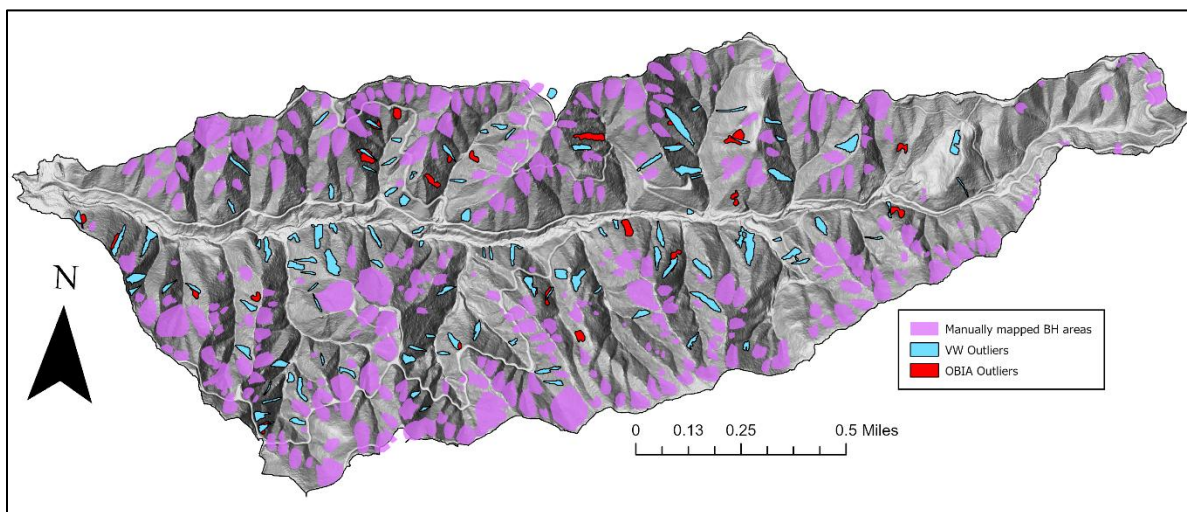 N
Manually mapped BH areas
VW Outliers
OBIA Outliers
0 0.13 0.25 0.5 Miles